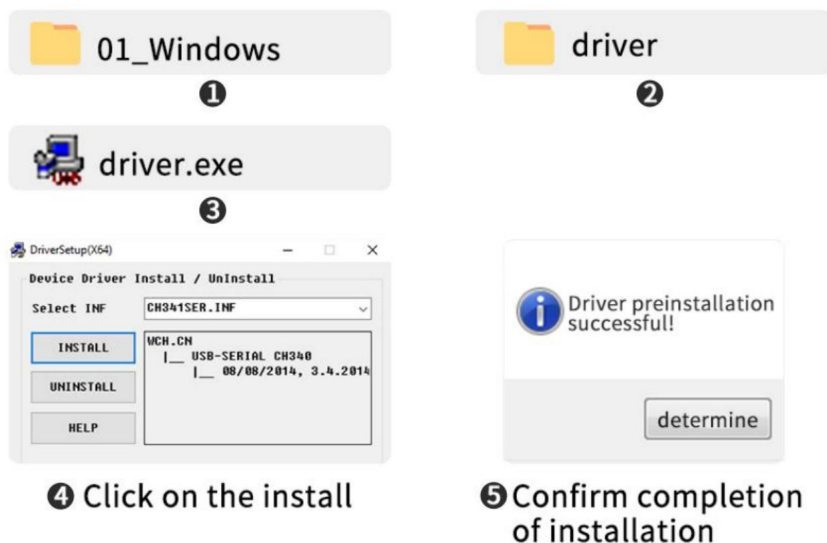 01_Windows
❶
driver
❷
driver.exe
❸
DriverSetup(X64)
Device Driver Install / UnInstall
Select INF
CH341SER.INF
INSTALL
UNINSTALL
HELP
WCH.CN
|__ USB-SERIAL CH340
|__ 08/08/2014, 3.4.2014
❹ Click on the install
Driver preinstallation
successful!
determine
❺ Confirm completion
of installation